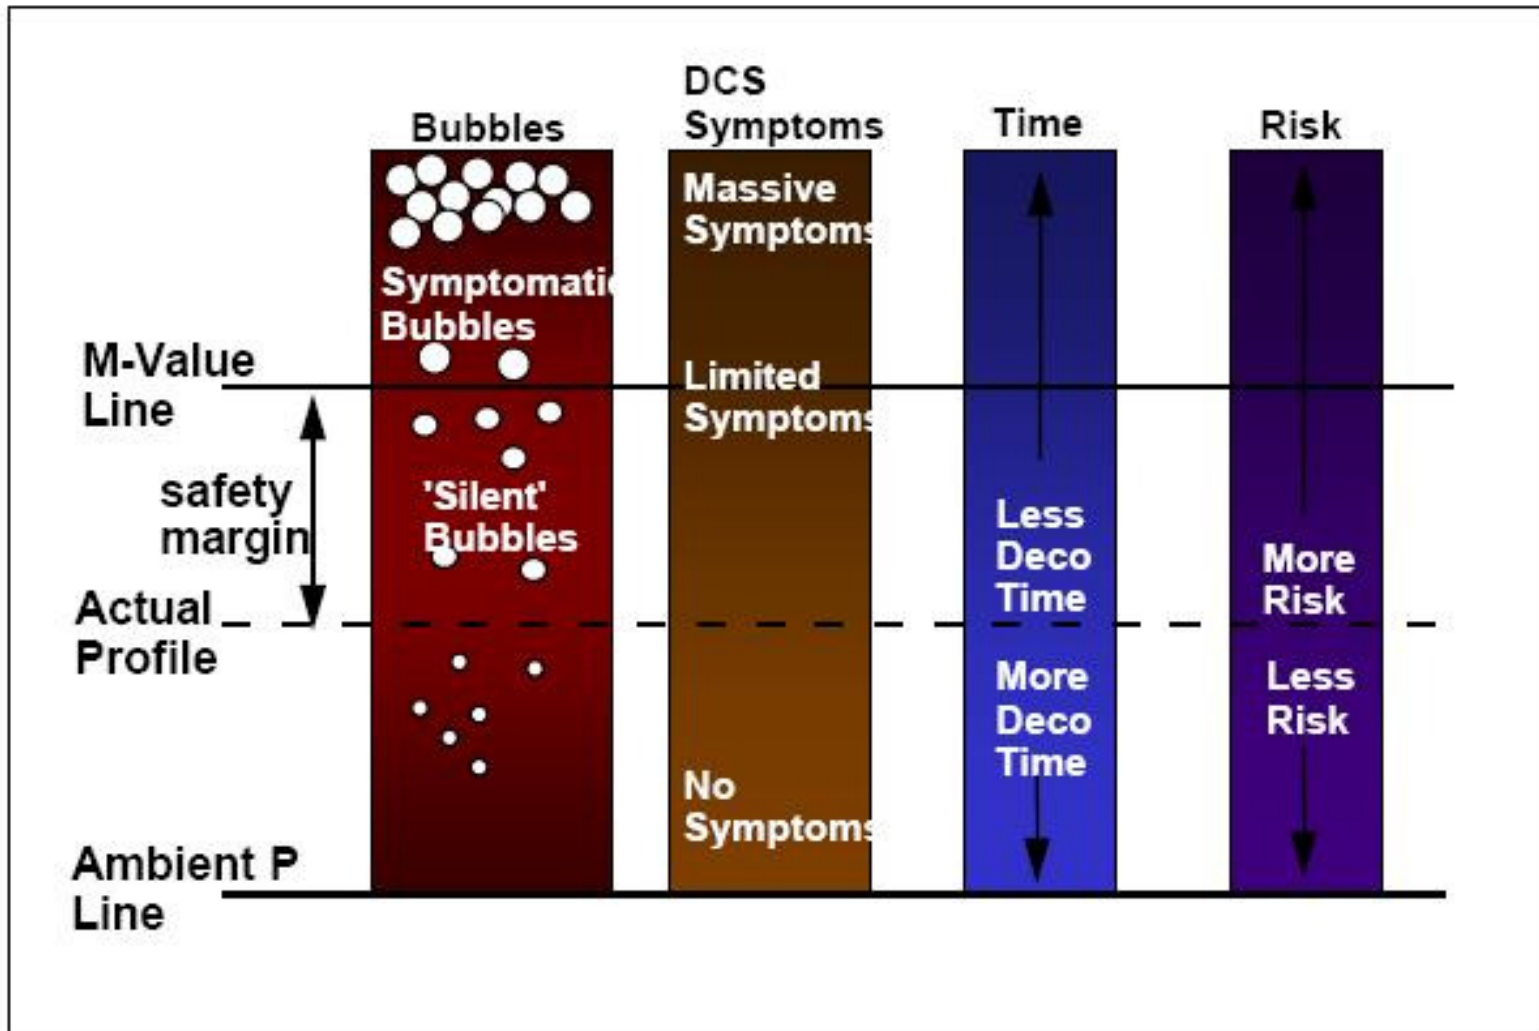 Bubbles
DCS
Symptoms
Time
Risk
Massive
Symptoms
Symptomatic
Bubbles
M-Value
Line
Limited
Symptoms
safety
margin
'Silent'
Bubbles
Less
Deco
Time
More
Risk
Actual
Profile
More
Deco
Time
Less
Risk
No
Symptoms
Ambient P
Line